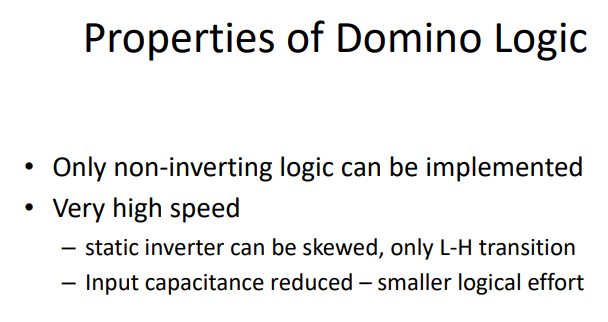 Properties of Domino Logic
• Only non-inverting logic can be implemented
• Very high speed
– static inverter can be skewed, only L-H transition
– Input capacitance reduced – smaller logical effort